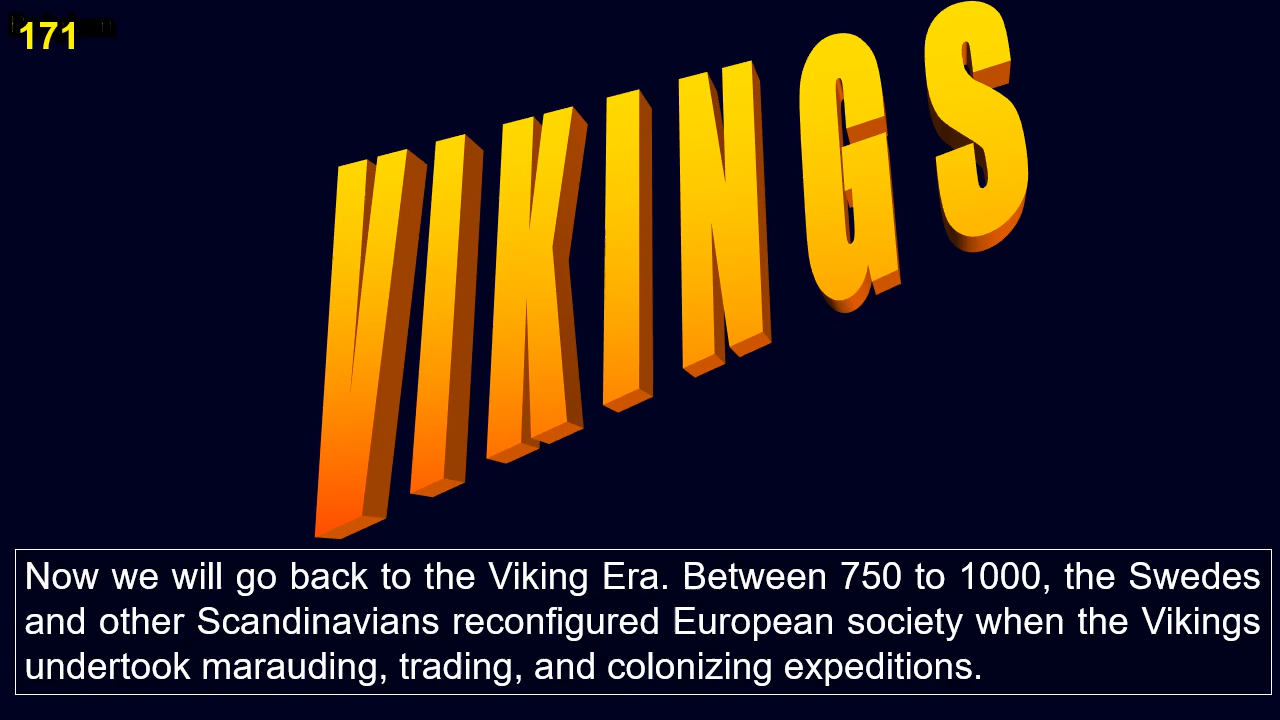 171
VIKINGS
Now we will go back to the Viking Era. Between 750 to 1000, the Swedes
and other Scandinavians reconfigured European society when the Vikings
undertook marauding, trading, and colonizing expeditions.